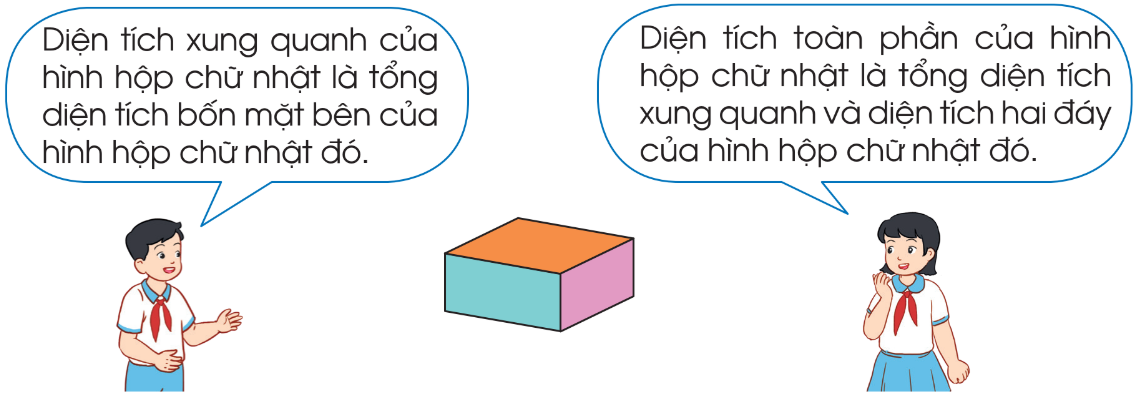 Diện tích xung quanh của
hình hộp chữ nhật là tổng
diện tích bốn mặt bên của
hình hộp chữ nhật đó.
Diện tích toàn phần của hình
hộp chữ nhật là tổng diện tích
xung quanh và diện tích hai đáy
của hình hộp chữ nhật đó.